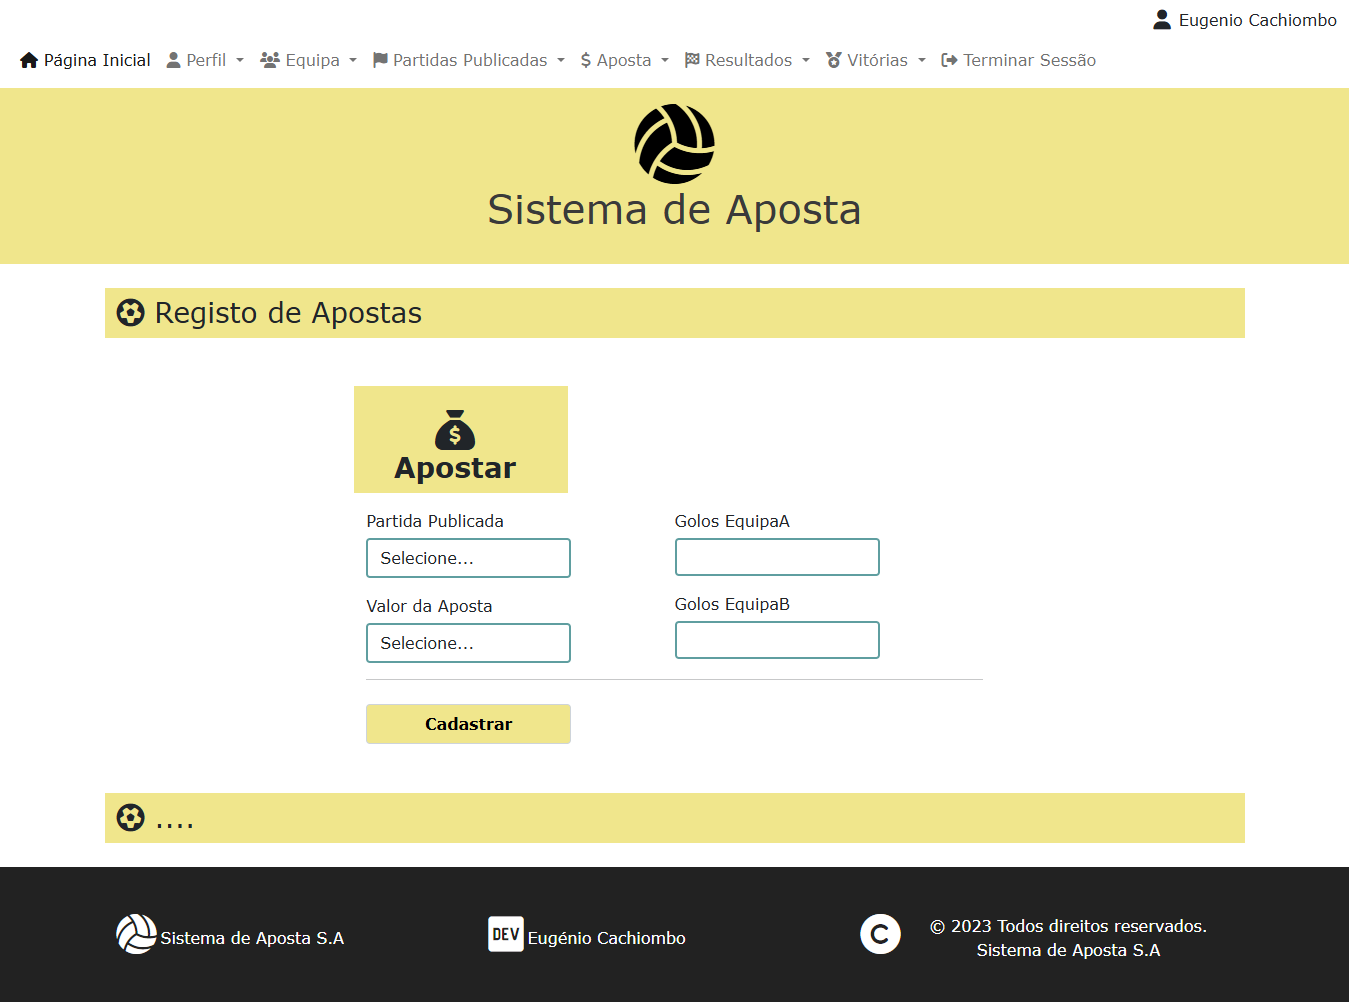 Eugenio Cachiombo
Página Inicial Perfil Equipa Partidas Publicadas $ Aposta Resultados Vitórias Terminar Sessão
Sistema de Aposta
Registo de Apostas
$
Apostar
Partida Publicada Golos EquipaA
Selecione...
Valor da Aposta Golos EquipaB
Selecione...
Cadastrar
....
Sistema de Aposta S.A
DEV Eugénio Cachiombo
C
© 2023 Todos direitos reservados.
Sistema de Aposta S.A